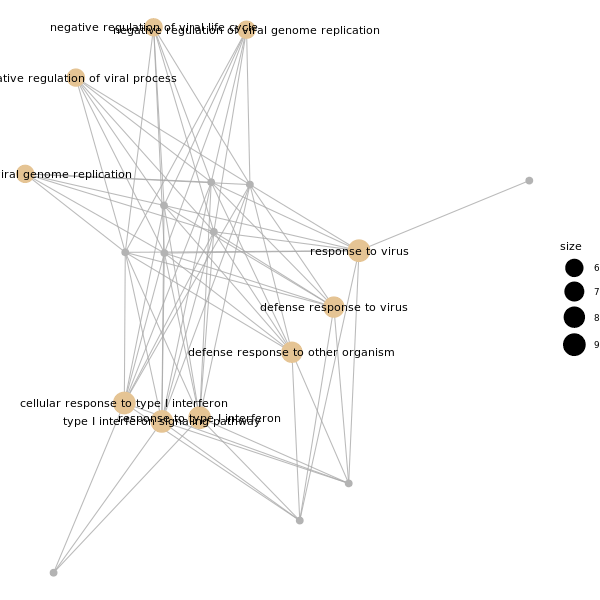 negative regulation of viral life cycle
negative regulation of viral genome replication
ative regulation of viral process
iral genome replication
response to virus
defense response to virus
defense response to other organism
cellular response to type I interferon
response to type I interferon
type I interferon signaling pathway
size
6
7
8
9